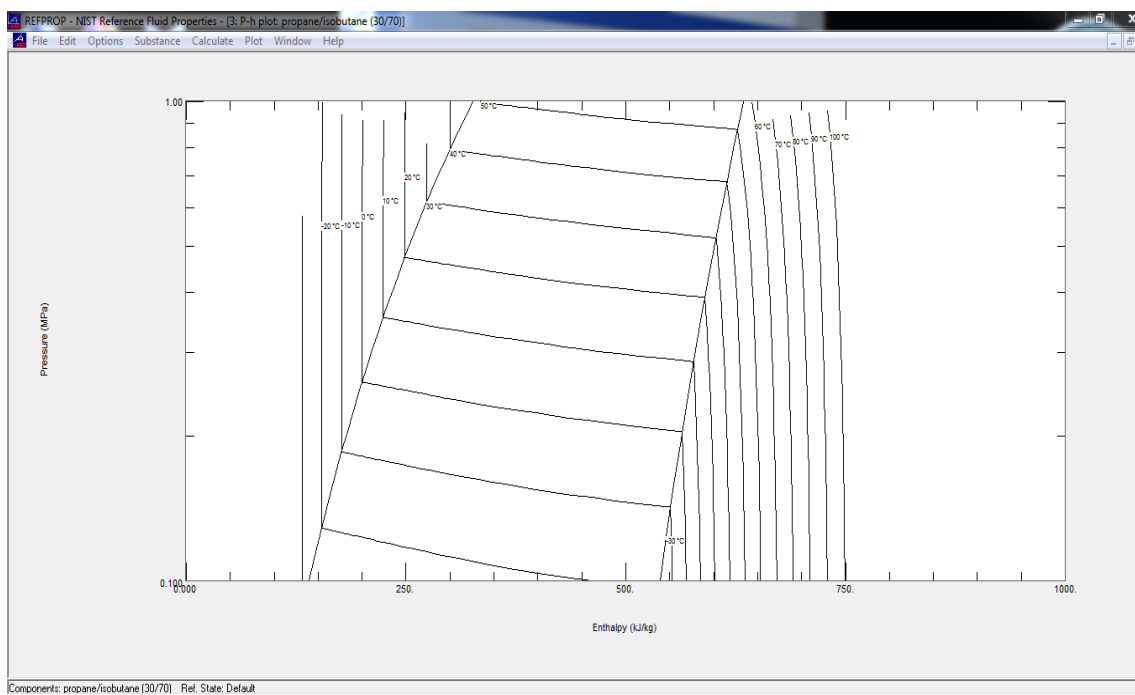 REFPROP - NIST Reference Fluid Properties - [3: P-h plot: propane/isobutane (30/70)]
File Edit Options Substance Calculate Plot Window Help
1.00
50 °C
60 °C
70 °C
80 °C
90 °C
100 °C
40 °C
20 °C
10 °C
30 °C
0 °C
-20 °C
-10 °C
Pressure (MPa)
-30 °C
0.100
0.000
250.
500.
750.
1000.
Enthalpy (kJ/kg)
Components: propane/isobutane (30/70) Ref. State: Default